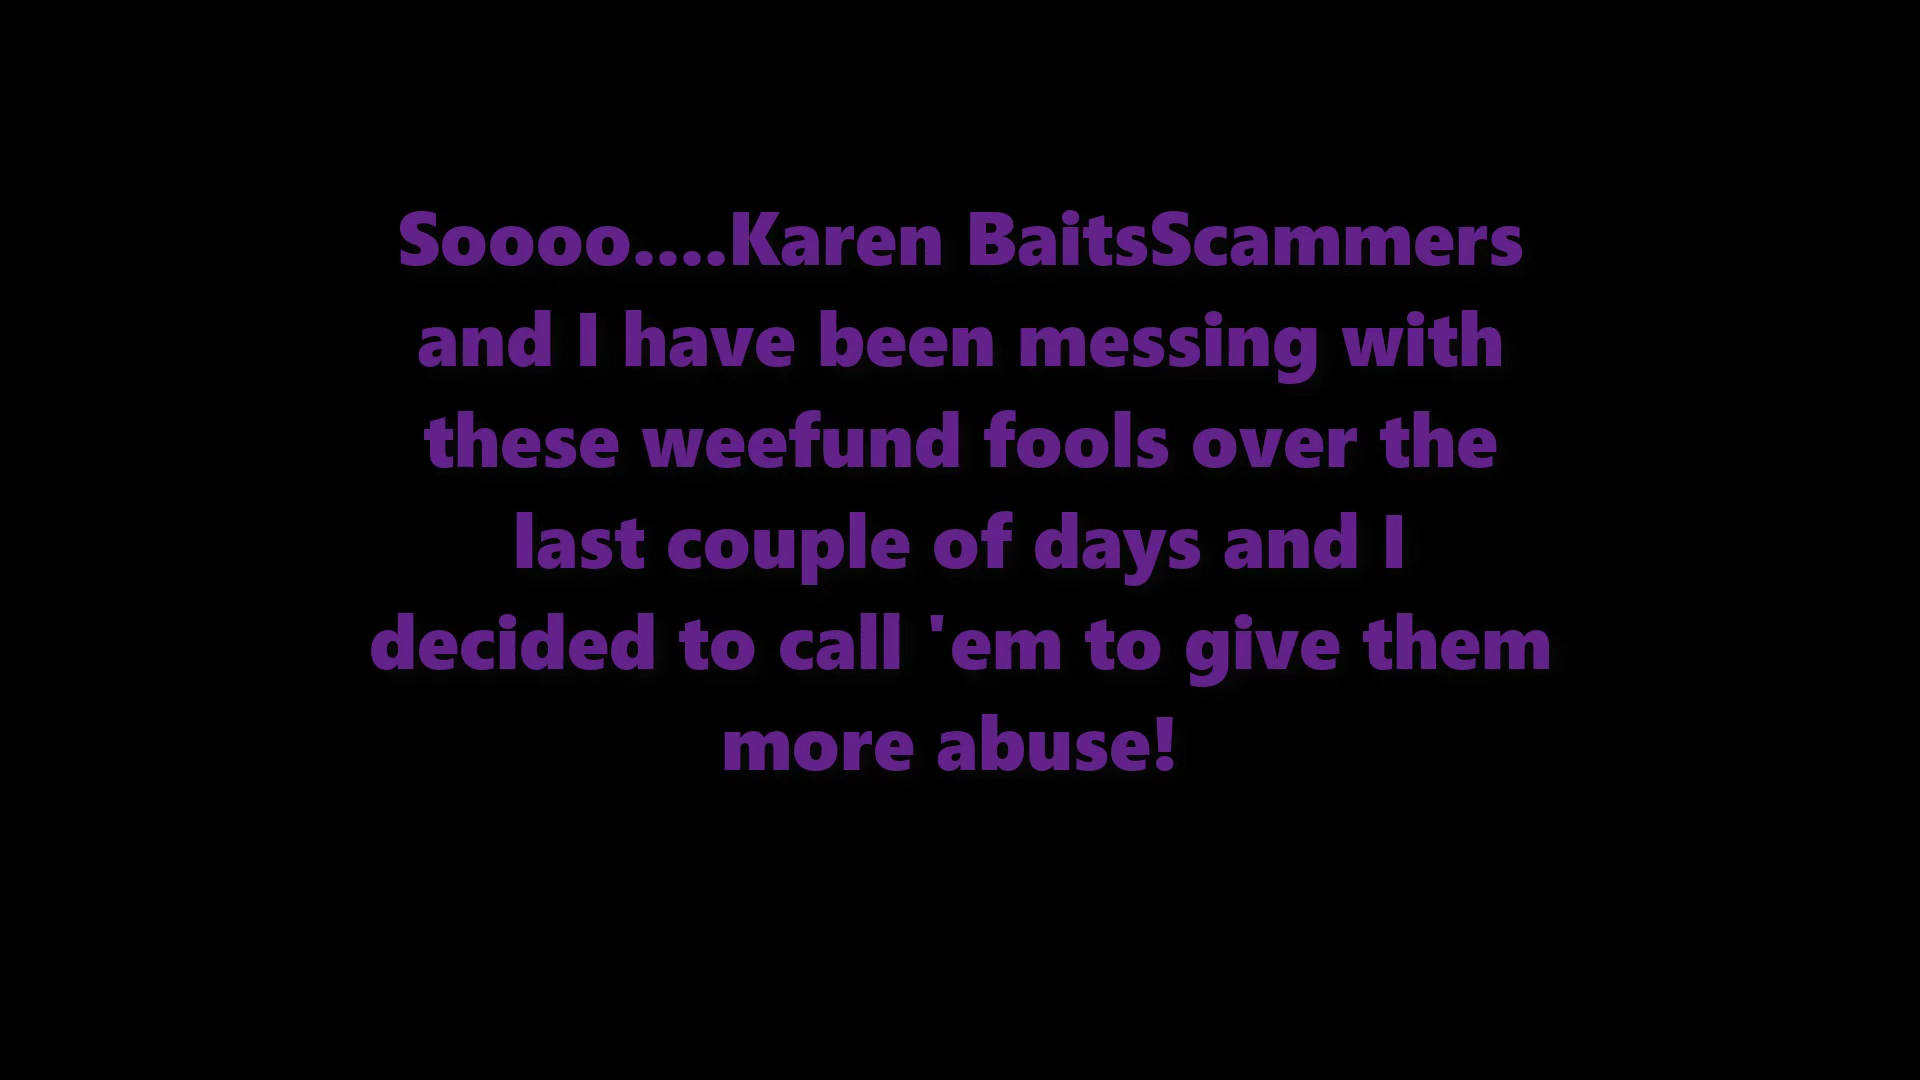 Soooo....Karen BaitsScammers
and I have been messing with
these weefund fools over the
last couple of days and I
decided to call 'em to give them
more abuse!